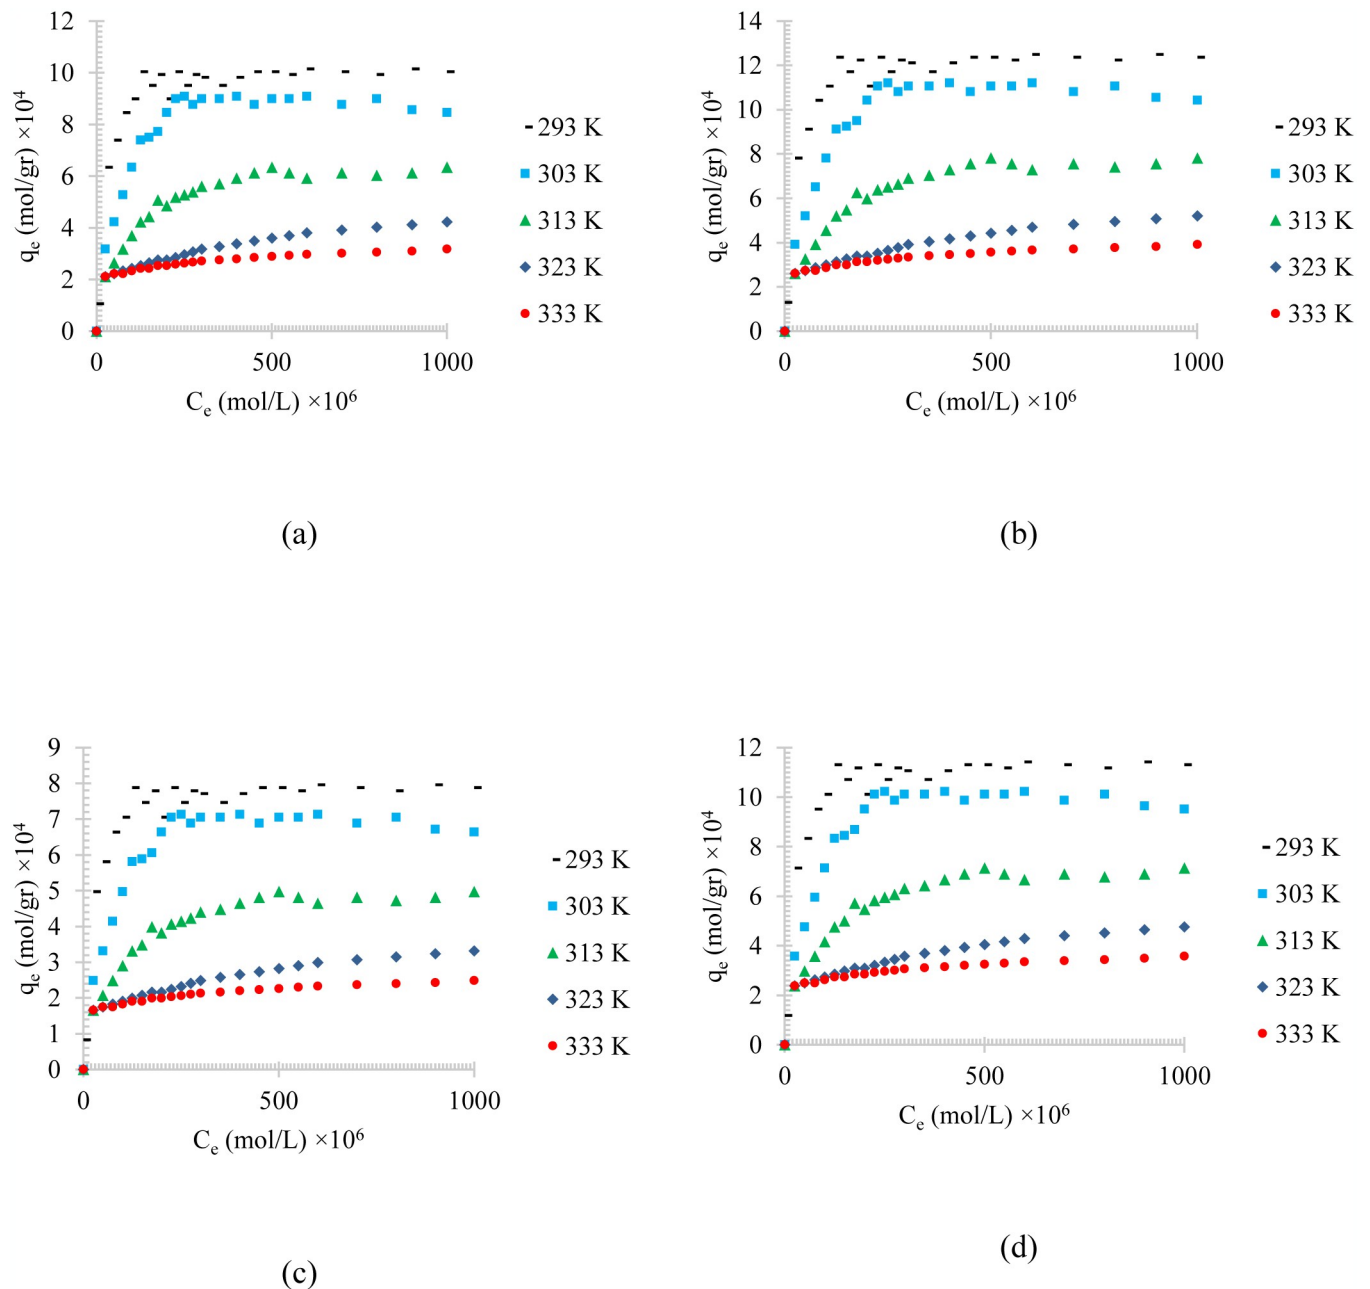 12
10
8
6
4
2
0
0
500
1000
qₑ (mol/gr) ×10⁴
Cₑ (mol/L) ×10⁶
293 K
303 K
313 K
323 K
333 K
(a)
14
12
10
8
6
4
2
0
0
500
1000
qₑ (mol/gr) ×10⁴
Cₑ (mol/L) ×10⁶
293 K
303 K
313 K
323 K
333 K
(b)
9
8
7
6
5
4
3
2
1
0
0
500
1000
qₑ (mol/gr) ×10⁴
Cₑ (mol/L) ×10⁶
293 K
303 K
313 K
323 K
333 K
(c)
12
10
8
6
4
2
0
0
500
1000
qₑ (mol/gr) ×10⁴
Cₑ (mol/L) ×10⁶
293 K
303 K
313 K
323 K
333 K
(d)